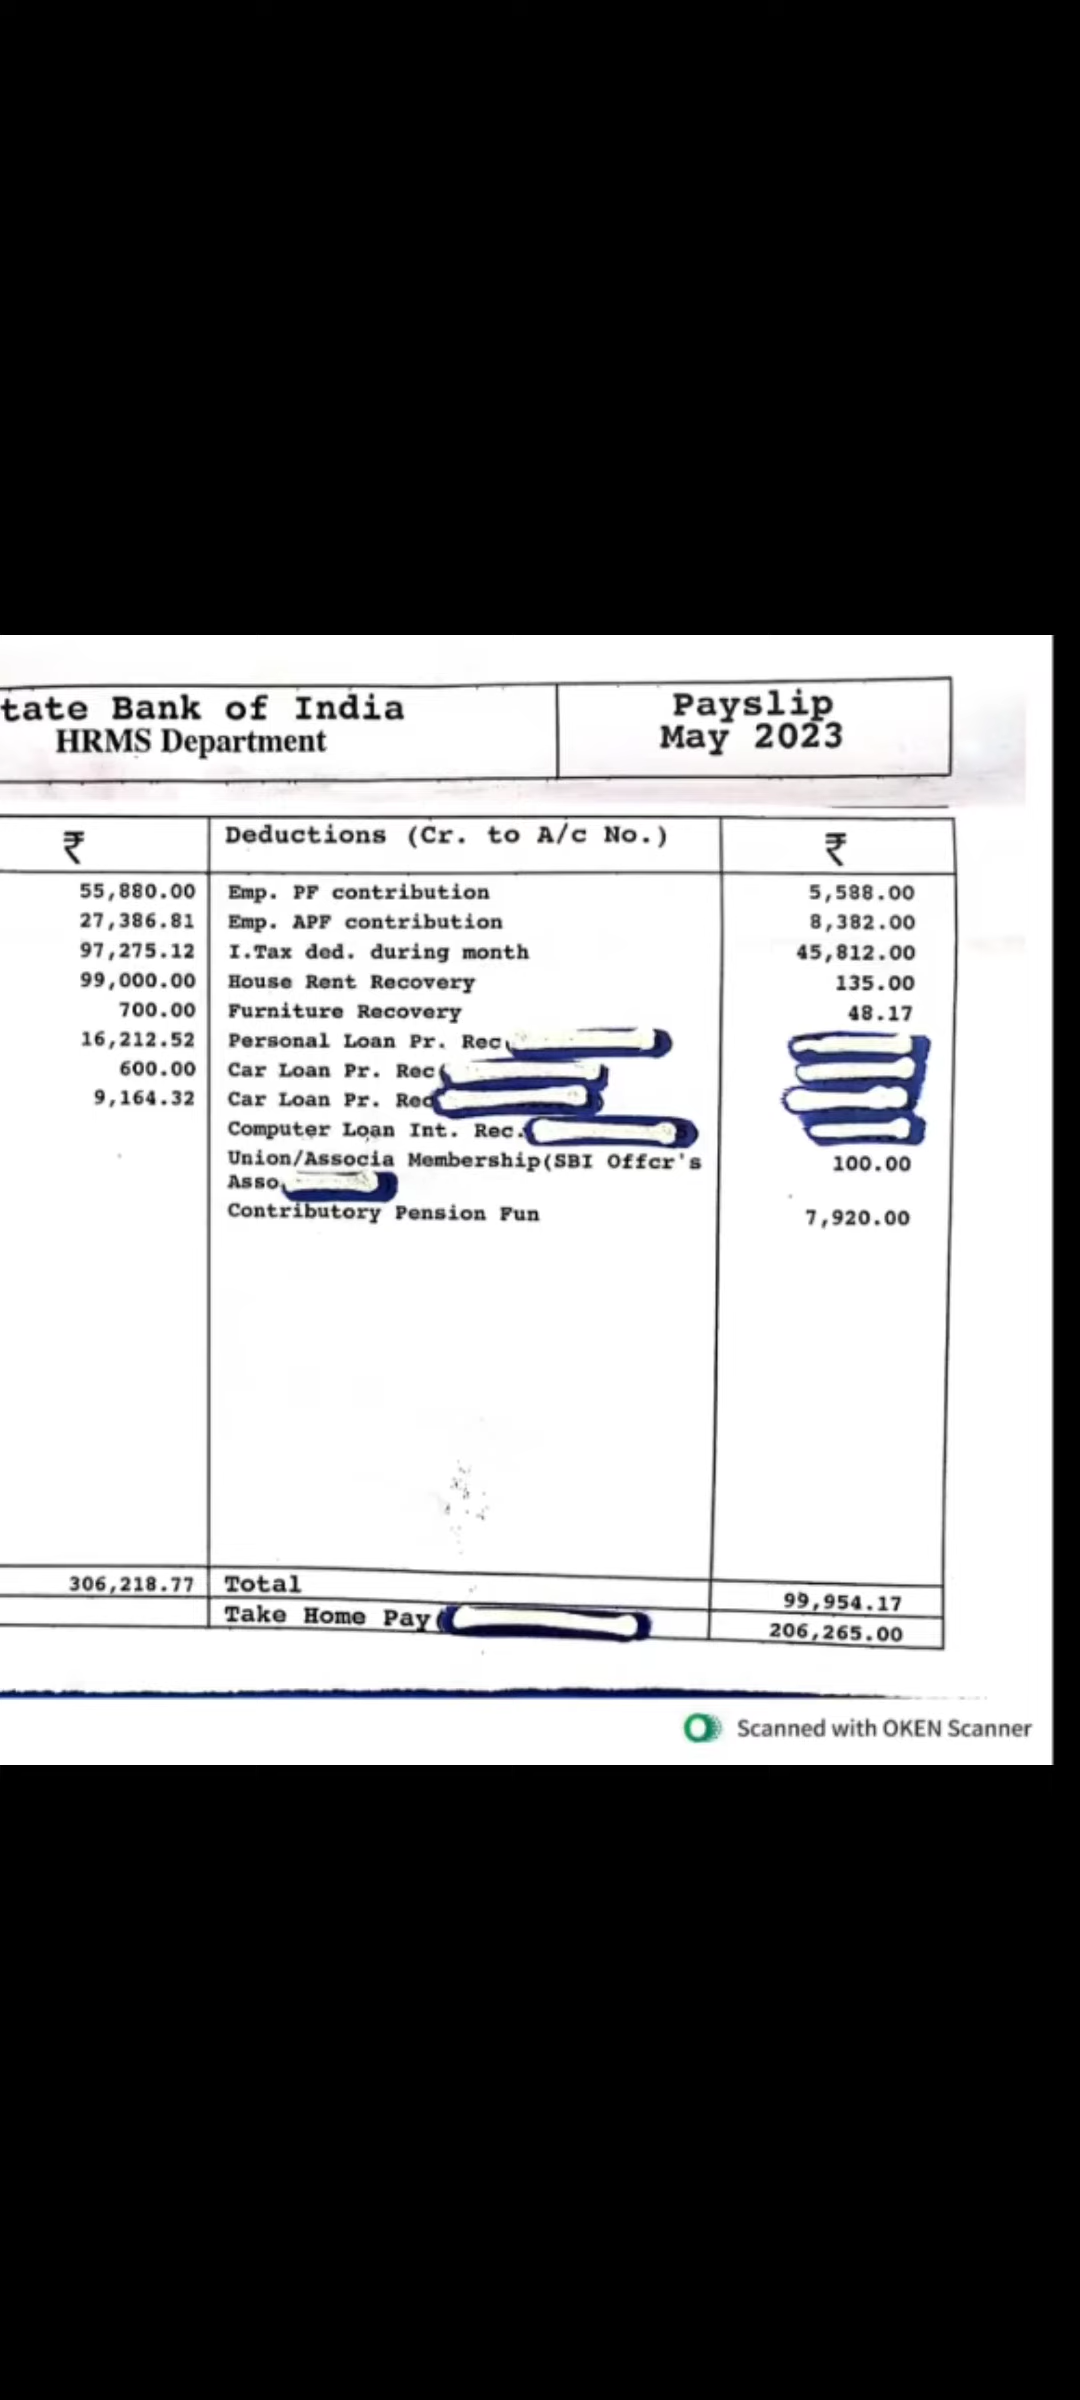 tate Bank of India
HRMS Department
Payslip
May 2023
₹ Deductions (Cr. to A/c No.) ₹
55,880.00 Emp. PF contribution 5,588.00
27,386.81 Emp. APF contribution 8,382.00
97,275.12 I.Tax ded. during month 45,812.00
99,000.00 House Rent Recovery 135.00
700.00 Furniture Recovery 48.17
16,212.52 Personal Loan Pr. Rec
600.00 Car Loan Pr. Rec(
9,164.32 Car Loan Pr. Rec
Computer Loan Int. Rec.
Union/Associa Membership(SBI Offcr's 100.00
Asso
Contributory Pension Fun 7,920.00
306,218.77 Total 99,954.17
Take Home Pay( 206,265.00
Scanned with OKEN Scanner